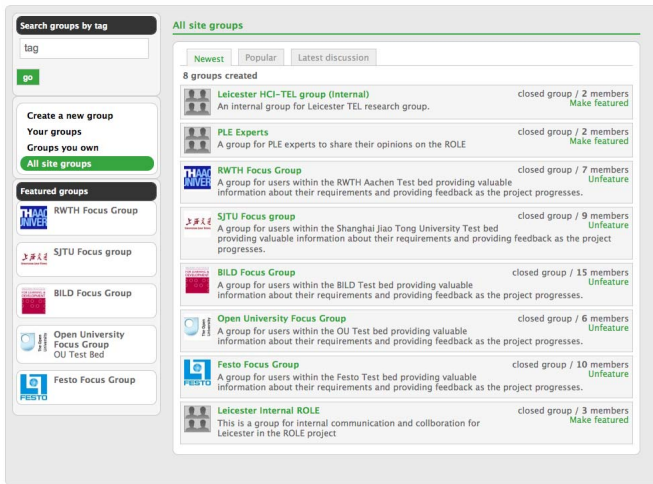 Search groups by tag
tag
go
Create a new group
Your groups
Groups you own
All site groups
Featured groups
RWTH Focus Group
SJTU Focus group
BILD Focus Group
Open University
Focus Group
OU Test Bed
Festo Focus Group
FESTO
All site groups
Newest Popular Latest discussion
8 groups created
Leicester HCI-TEL group (Internal) closed group / 2 members
An internal group for Leicester TEL research group. Make featured
PLE Experts closed group / 2 members
A group for PLE experts to share their opinions on the ROLE Make featured
RWTH Focus Group closed group / 7 members
A group for users within the RWTH Aachen Test bed providing valuable Unfeature
information about their requirements and providing feedback as the project progresses.
SJTU Focus group closed group / 9 members
A group for users within the Shanghai Jiao Tong University Test bed Unfeature
providing valuable information about their requirements and providing feedback as the project
progresses.
BILD Focus Group closed group / 15 members
A group for users within the BILD Test bed providing valuable Unfeature
information about their requirements and providing feedback as the project progresses.
Open University Focus Group closed group / 6 members
A group for users within the OU Test bed providing valuable Unfeature
information about their requirements and providing feedback as the project progresses.
Festo Focus Group closed group / 10 members
A group for users within the Festo Test bed providing valuable Unfeature
information about their requirements and providing feedback as the project progresses.
FESTO
Leicester Internal ROLE closed group / 3 members
This is a group for internal communication and collboration for Make featured
Leicester in the ROLE project